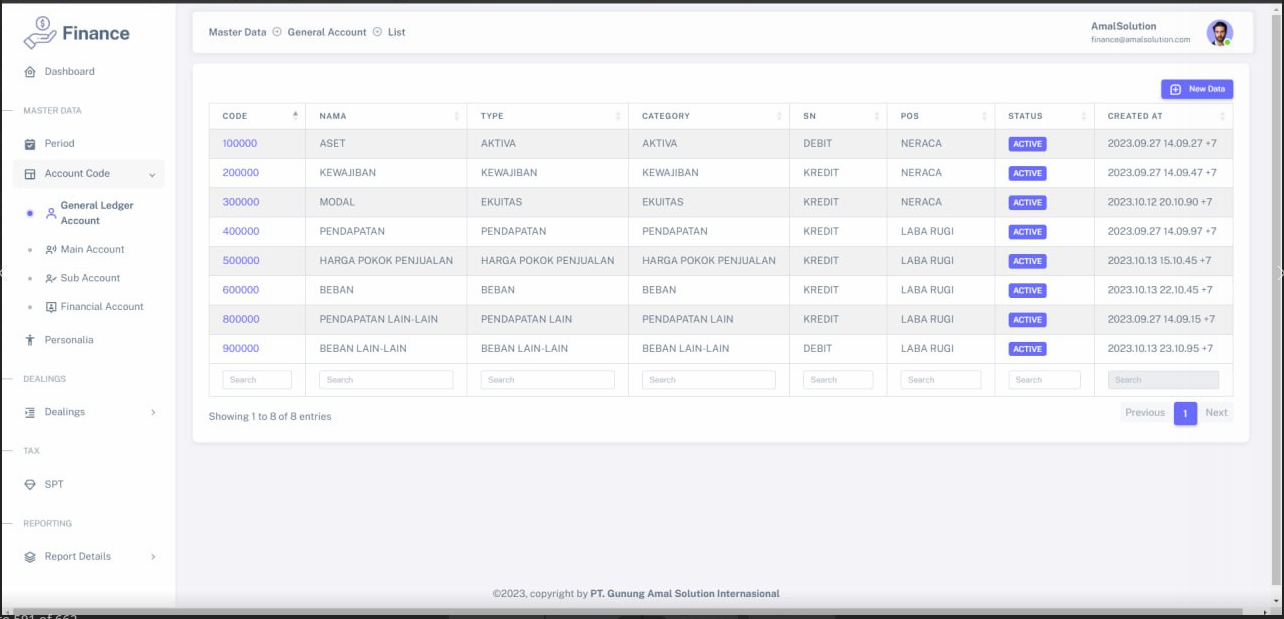 Finance
Dashboard
MASTER DATA
Period
Account Code
General Ledger
Account
Main Account
Sub Account
Financial Account
Personalia
DEALINGS
Dealings
TAX
SPT
REPORTING
Report Details
Master Data General Account List
AmalSolution
finance@amalsolution.com
New Data
CODE NAMA TYPE CATEGORY SN POS STATUS CREATED AT
100000 ASET AKTIVA AKTIVA DEBIT NERACA ACTIVE 2023.09.27 14.09.27 +7
200000 KEWAJIBAN KEWAJIBAN KEWAJIBAN KREDIT NERACA ACTIVE 2023.09.27 14.09.47 +7
300000 MODAL EKUITAS EKUITAS KREDIT NERACA ACTIVE 2023.10.12 20.10.90 +7
400000 PENDAPATAN PENDAPATAN PENDAPATAN KREDIT LABA RUGI ACTIVE 2023.09.27 14.09.97 +7
500000 HARGA POKOK PENJUALAN HARGA POKOK PENJUALAN HARGA POKOK PENJUALAN KREDIT LABA RUGI ACTIVE 2023.10.13 15.10.45 +7
600000 BEBAN BEBAN BEBAN KREDIT LABA RUGI ACTIVE 2023.10.13 22.10.45 +7
800000 PENDAPATAN LAIN-LAIN PENDAPATAN LAIN PENDAPATAN LAIN KREDIT LABA RUGI ACTIVE 2023.09.27 14.09.15 +7
900000 BEBAN LAIN-LAIN BEBAN LAIN-LAIN BEBAN LAIN-LAIN DEBIT LABA RUGI ACTIVE 2023.10.13 23.10.95 +7
Search Search Search Search Search Search Search Search
Showing 1 to 8 of 8 entries
Previous 1 Next
©2023, copyright by PT. Gunung Amal Solution Internasional